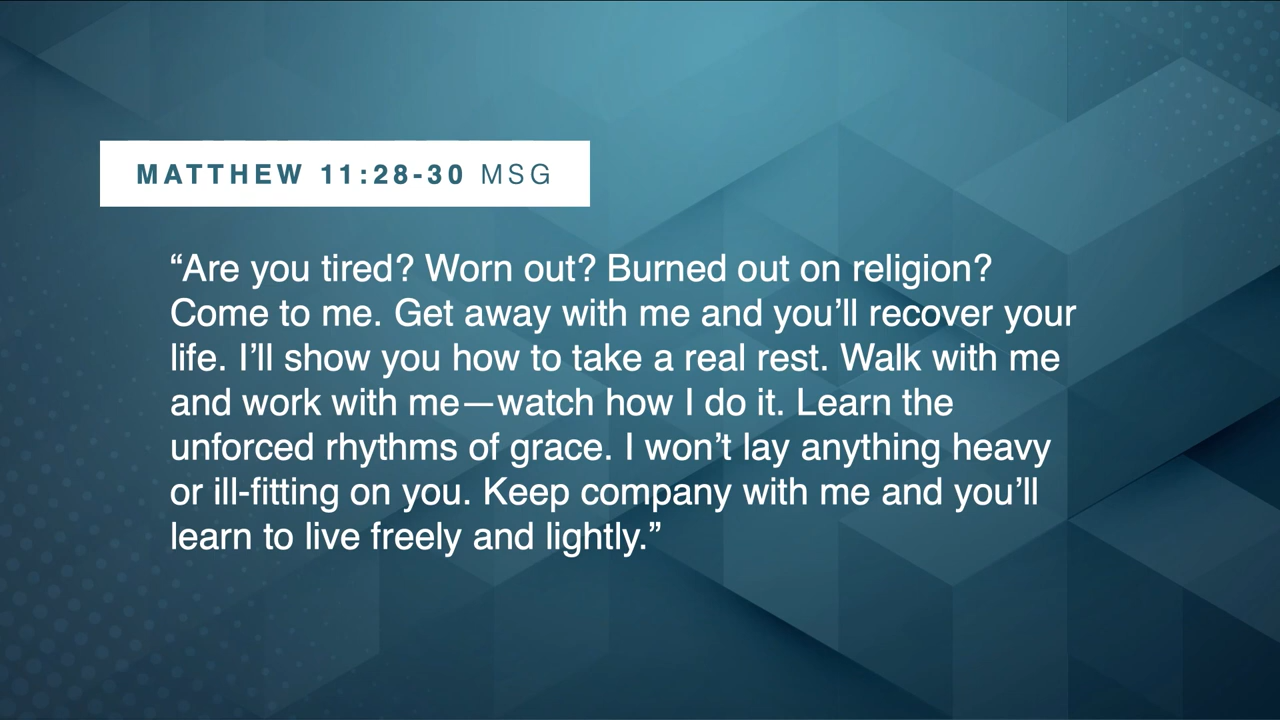 MATTHEW 11:28-30 MSG
“Are you tired? Worn out? Burned out on religion?
Come to me. Get away with me and you’ll recover your
life. I’ll show you how to take a real rest. Walk with me
and work with me—watch how I do it. Learn the
unforced rhythms of grace. I won’t lay anything heavy
or ill-fitting on you. Keep company with me and you’ll
learn to live freely and lightly.”